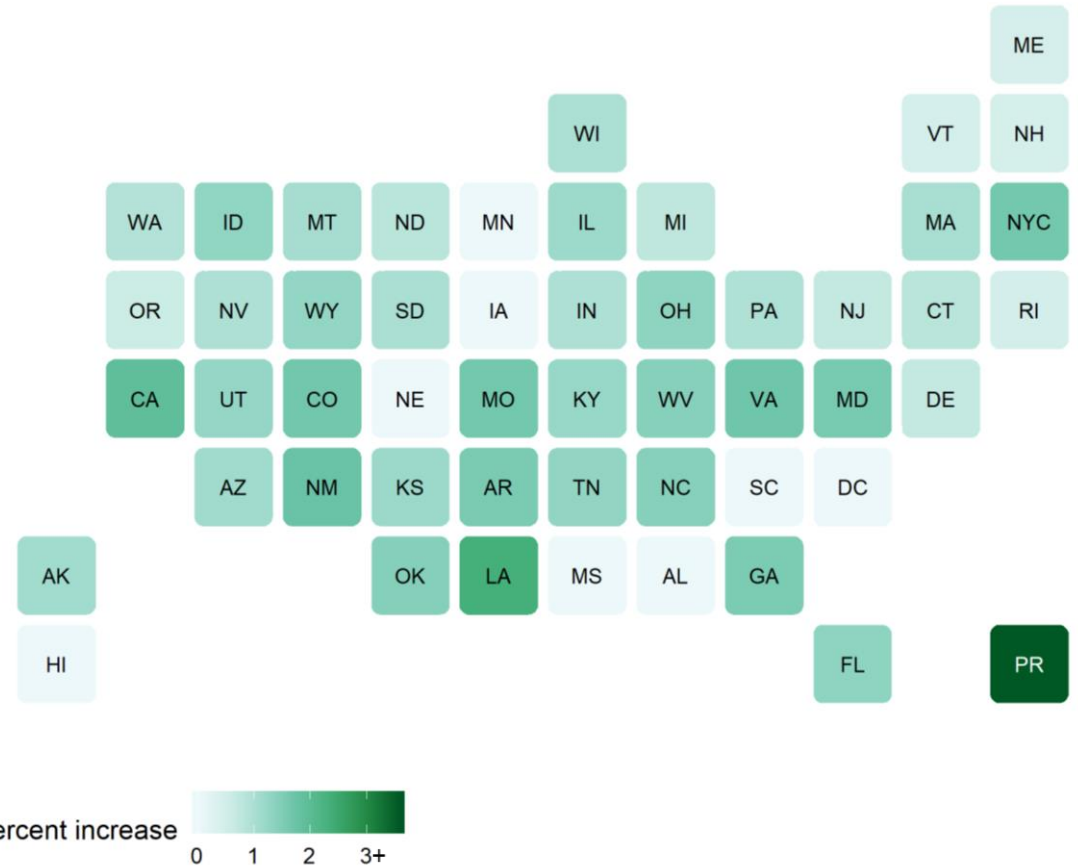 ME
WI VT NH
WA ID MT ND MN IL MI MA NYC
OR NV WY SD IA IN OH PA NJ CT RI
CA UT CO NE MO KY WV VA MD DE
AZ NM KS AR TN NC SC DC
AK OK LA MS AL GA
HI FL PR
ercent increase
0 1 2 3+